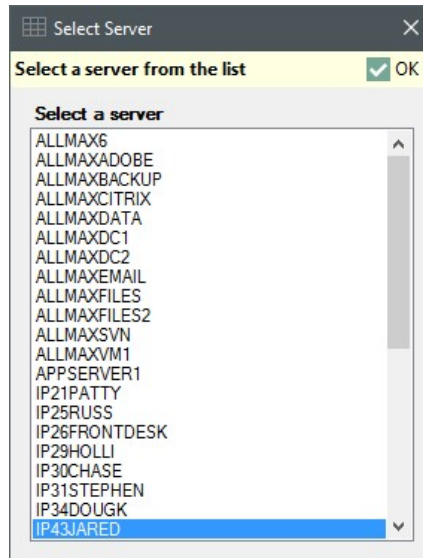 Select Server
Select a server from the list OK
Select a server
ALLMAX6
ALLMAXADOBE
ALLMAXBACKUP
ALLMAXCITRIX
ALLMAXDATA
ALLMAXDC1
ALLMAXDC2
ALLMAXEMAIL
ALLMAXFILES
ALLMAXFILES2
ALLMAXSVN
ALLMAXVM1
APPSERVER1
IP21PATTY
IP25RUSS
IP26FRONTDESK
IP29HOLLI
IP30CHASE
IP31STEPHEN
IP34DOUGK
IP43JARED